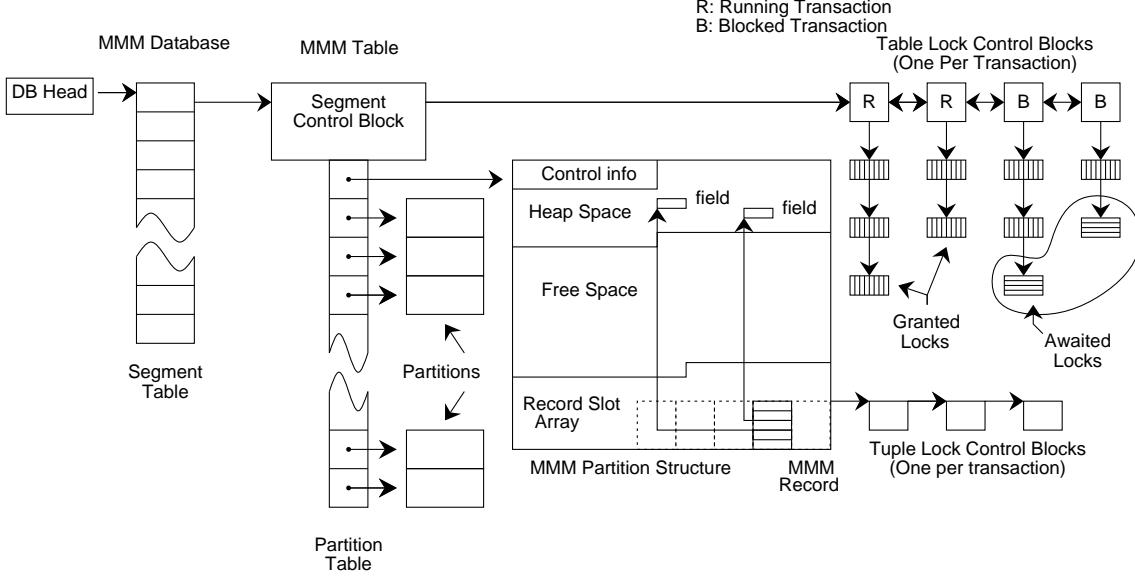 R: Running Transaction
B: Blocked Transaction
MMM Database
MMM Table
Table Lock Control Blocks
(One Per Transaction)
DB Head
Segment
Control Block
R
R
B
B
Control info
Heap Space
field
field
Free Space
Granted
Locks
Awaited
Locks
Segment
Table
Partitions
Record Slot
Array
MMM Partition Structure
MMM
Record
Tuple Lock Control Blocks
(One per transaction)
Partition
Table